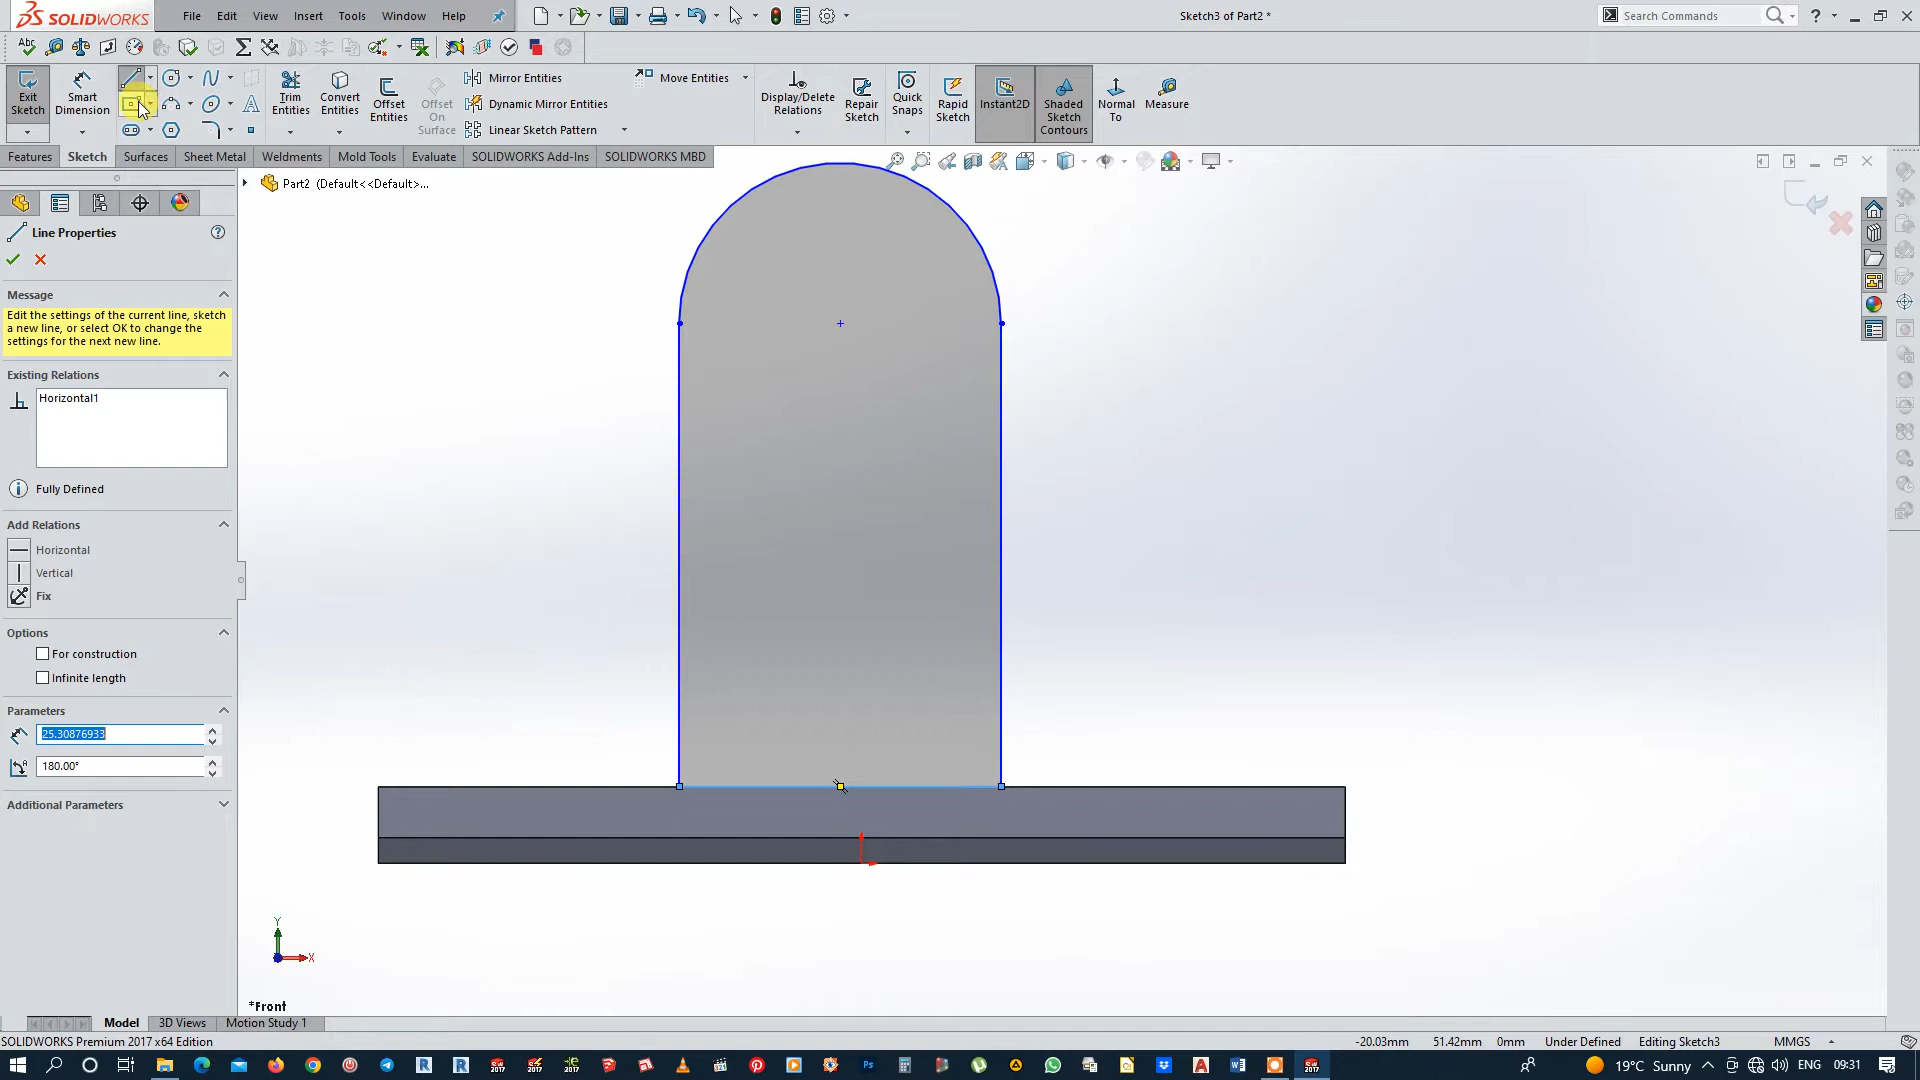 SOLIDWORKS File Edit View Insert Tools Window Help Sketch3 of Part2 * Search Commands
Exit Sketch
Smart Dimension
Trim Entities
Convert Entities
Offset Entities
Offset On Surface
Mirror Entities
Dynamic Mirror Entities
Linear Sketch Pattern
Move Entities
Display/Delete Relations
Repair Sketch
Quick Snaps
Rapid Sketch
Instant2D
Shaded Sketch Contours
Normal To
Measure
Features Sketch Surfaces Sheet Metal Weldments Mold Tools Evaluate SOLIDWORKS Add-Ins SOLIDWORKS MBD
Part2 (Default<<Default>...
Line Properties
Message
Edit the settings of the current line, sketch
a new line, or select OK to change the
settings for the next new line.
Existing Relations
Horizontal1
Fully Defined
Add Relations
Horizontal
Vertical
Fix
Options
For construction
Infinite length
Parameters
25.30876933
180.00°
Additional Parameters
Y
X
*Front
Model 3D Views Motion Study 1
SOLIDWORKS Premium 2017 x64 Edition -20.03mm 51.42mm 0mm Under Defined Editing Sketch3 MMGS
19°C Sunny ENG 09:31